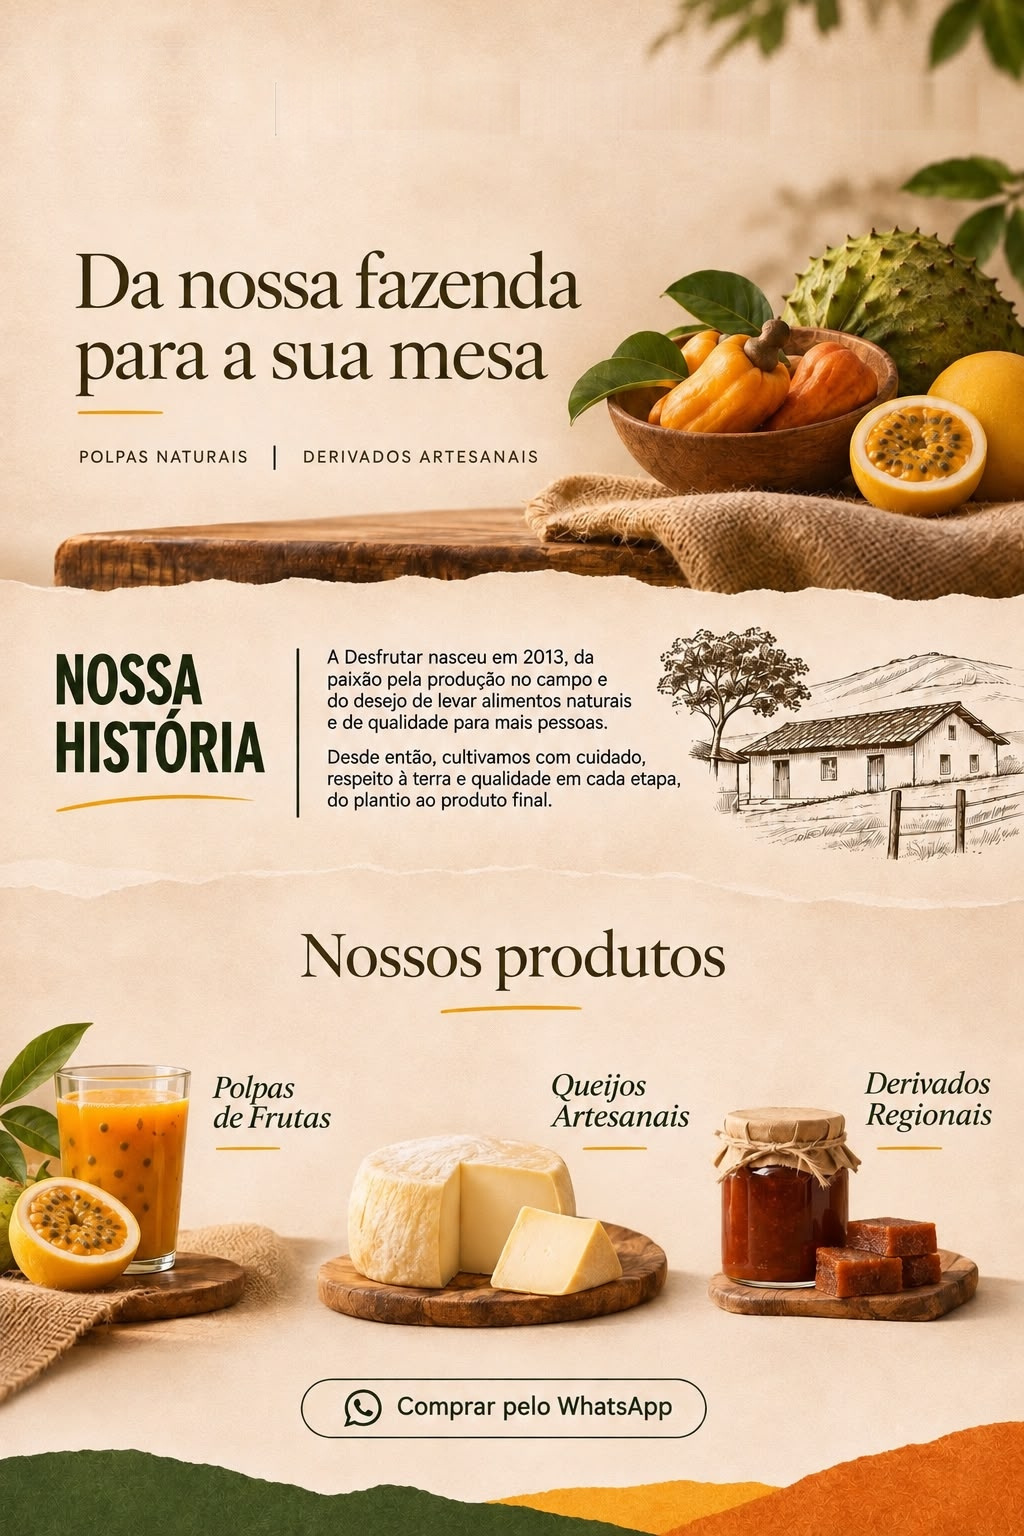 Da nossa fazenda
para a sua mesa
POLPAS NATURAIS | DERIVADOS ARTESANAIS
NOSSA
HISTÓRIA
A Desfrutar nasceu em 2013, da
paixão pela produção no campo e
do desejo de levar alimentos naturais
e de qualidade para mais pessoas.
Desde então, cultivamos com cuidado,
respeito à terra e qualidade em cada etapa,
do plantio ao produto final.
Nossos produtos
Polpas
de Frutas
Queijos
Artesanais
Derivados
Regionais
Comprar pelo WhatsApp